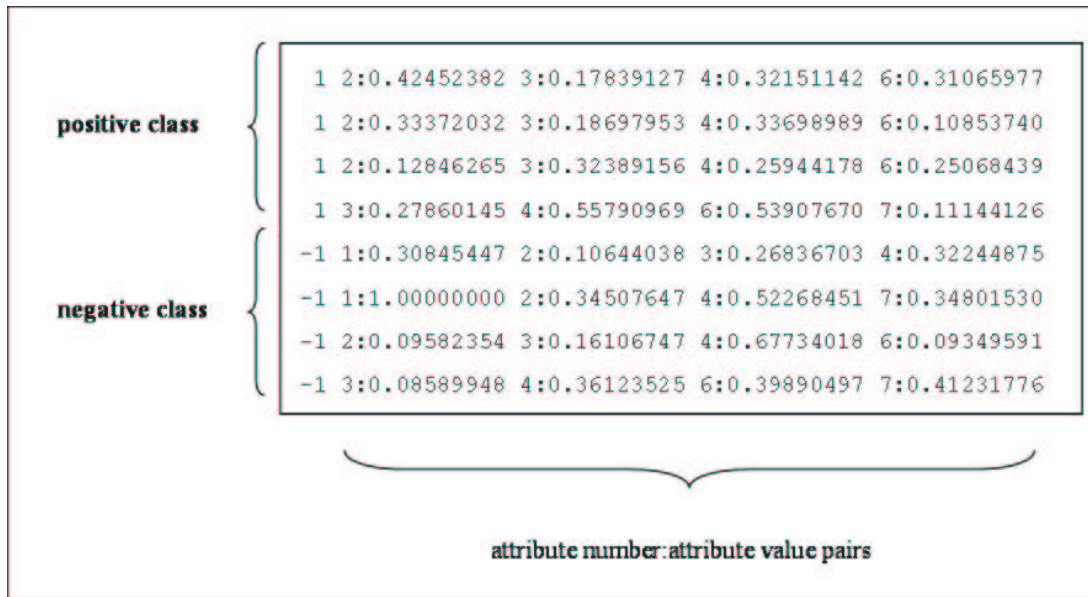 1 2:0.42452382 3:0.17839127 4:0.32151142 6:0.31065977
positive class
1 2:0.33372032 3:0.18697953 4:0.33698989 6:0.10853740
1 2:0.12846265 3:0.32389156 4:0.25944178 6:0.25068439
1 3:0.27860145 4:0.55790969 6:0.53907670 7:0.11144126
-1 1:0.30845447 2:0.10644038 3:0.26836703 4:0.32244875
negative class
-1 1:1.00000000 2:0.34507647 4:0.52268451 7:0.34801530
-1 2:0.09582354 3:0.16106747 4:0.67734018 6:0.09349591
-1 3:0.08589948 4:0.36123525 6:0.39890497 7:0.41231776
attribute number:attribute value pairs